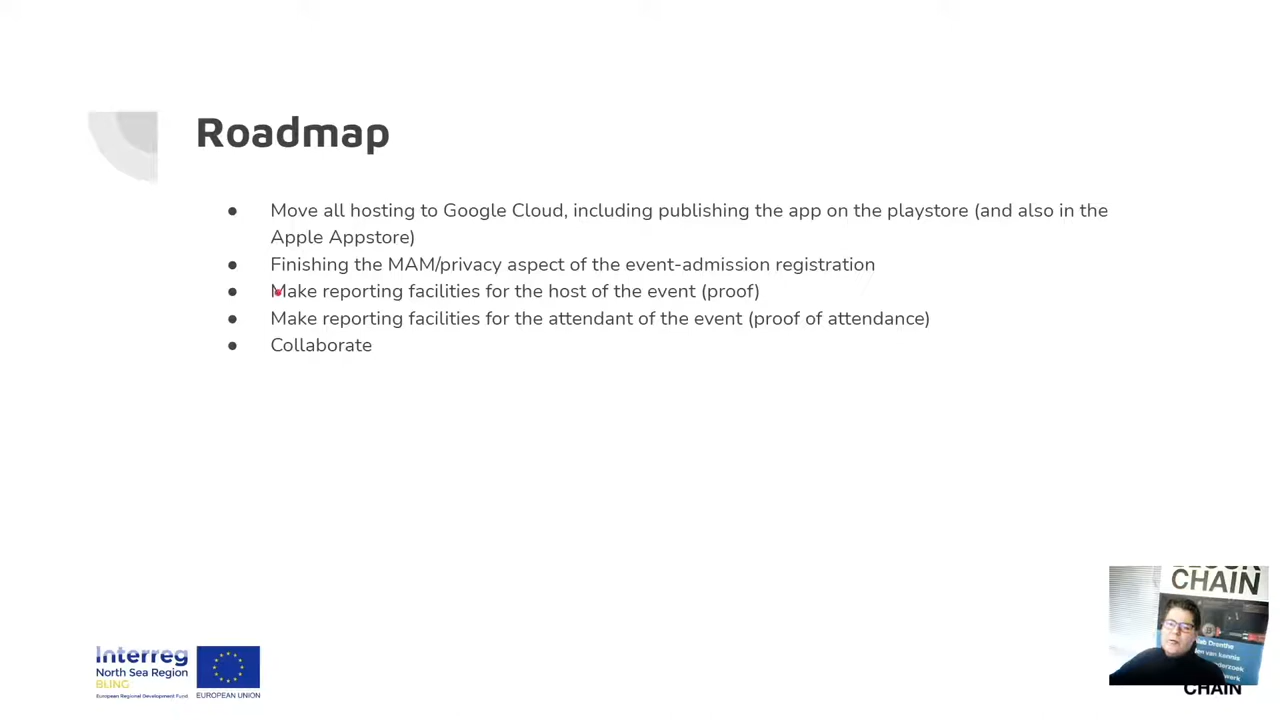 Roadmap
● Move all hosting to Google Cloud, including publishing the app on the playstore (and also in the
Apple Appstore)
● Finishing the MAM/privacy aspect of the event-admission registration
● Make reporting facilities for the host of the event (proof)
● Make reporting facilities for the attendant of the event (proof of attendance)
● Collaborate
Interreg
North Sea Region
BLING
European Regional Development Fund
EUROPEAN UNION
CHAIN
van kennis
werk
CHAIN